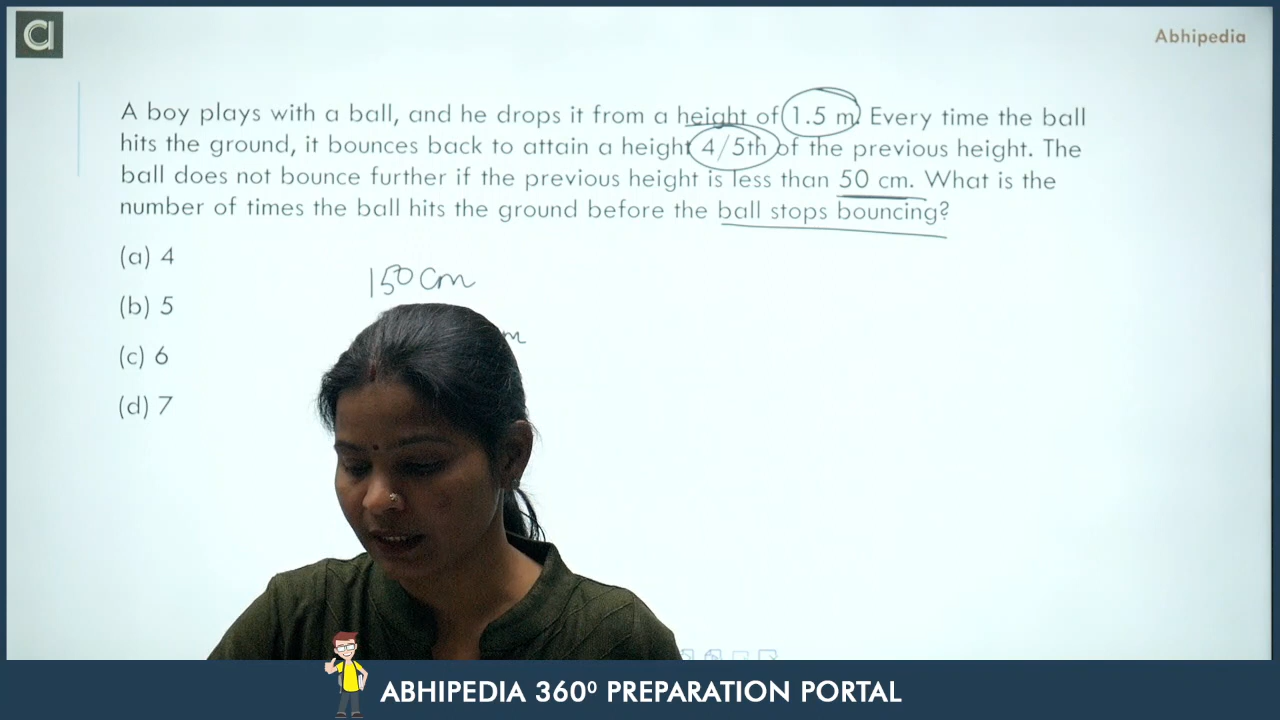 Abhipedia
A boy plays with a ball, and he drops it from a height of 1.5 m. Every time the ball
hits the ground, it bounces back to attain a height 4/5th of the previous height. The
ball does not bounce further if the previous height is less than 50 cm. What is the
number of times the ball hits the ground before the ball stops bouncing?
(a) 4
(b) 5
(c) 6
(d) 7
150 cm
ABHIPEDIA 360⁰ PREPARATION PORTAL